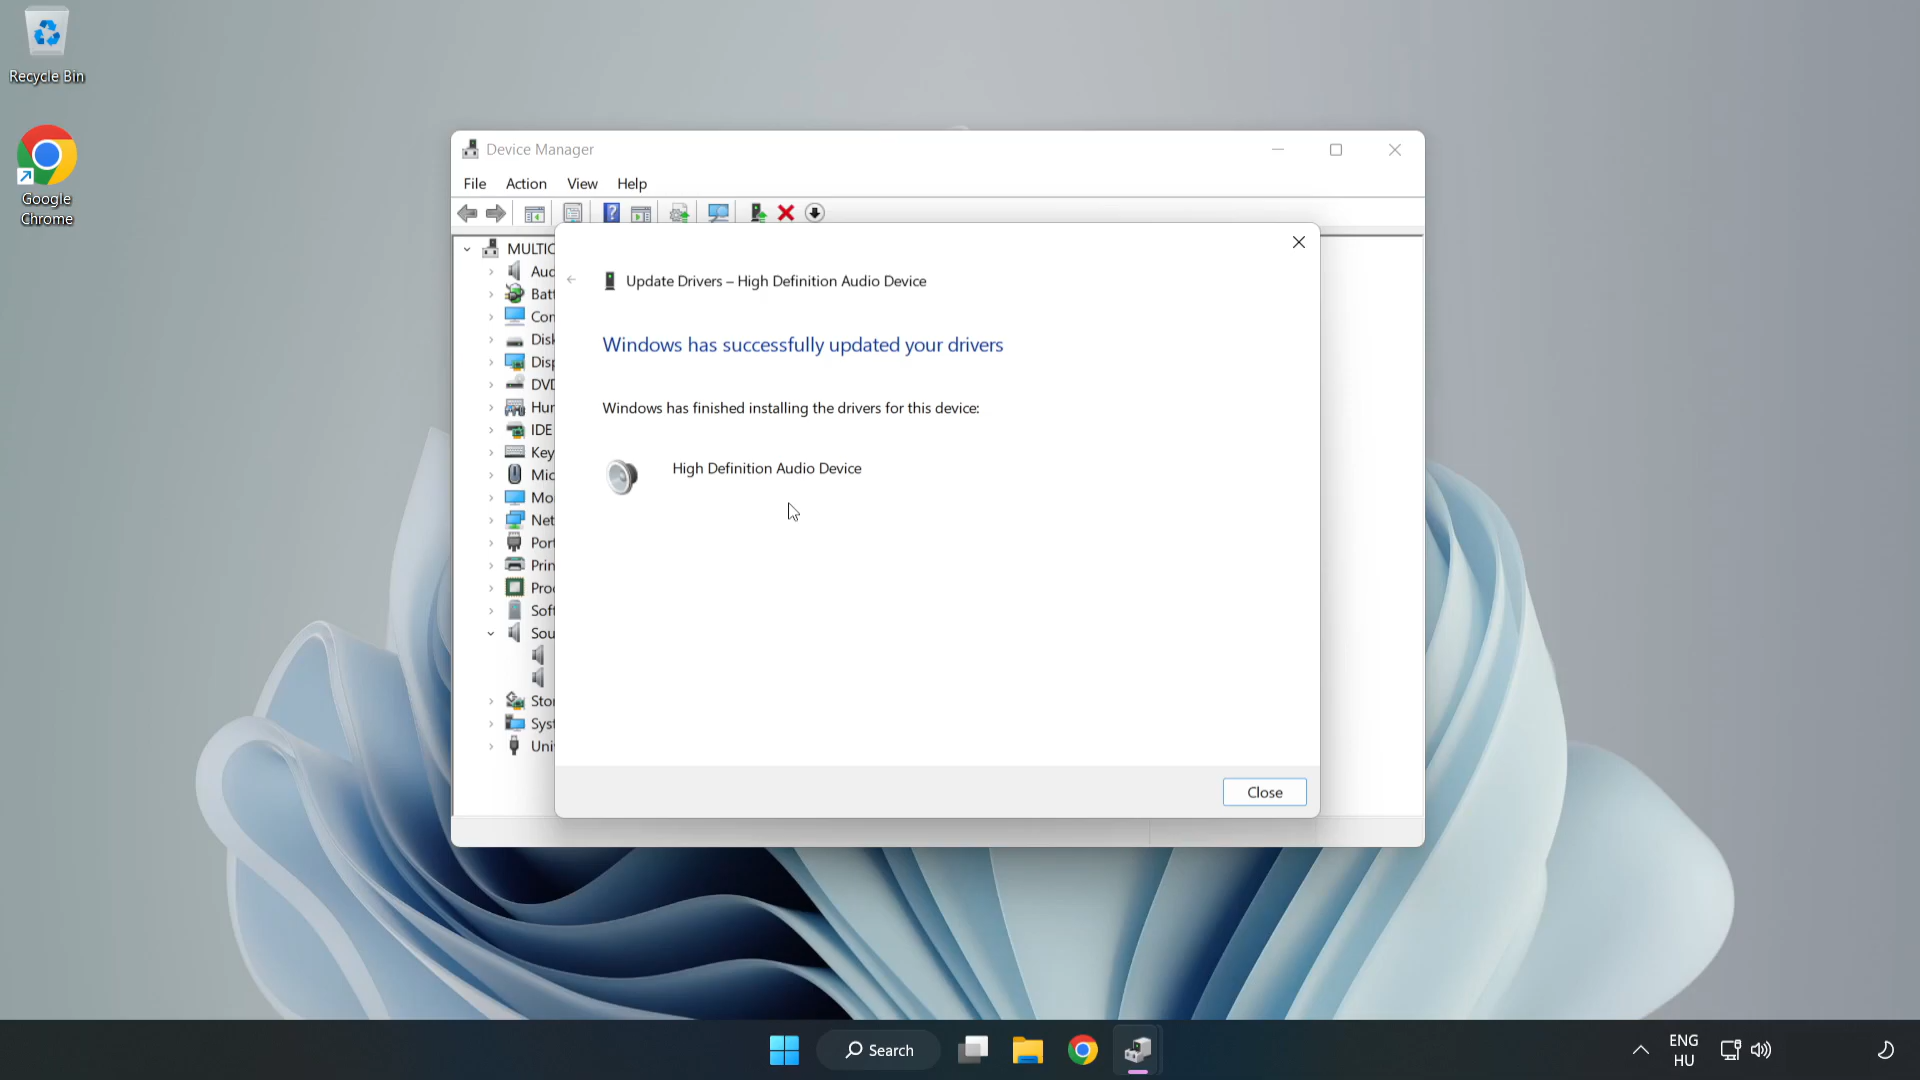 Recycle Bin
Google
Chrome
Device Manager
File Action View Help
MULTIC
Aud
Batt
Con
Disk
Disp
DVD
Hur
IDE
Key
Mic
Mon
Net
Port
Prin
Proc
Soft
Sou
Stor
Syst
Uni
Update Drivers – High Definition Audio Device
Windows has successfully updated your drivers
Windows has finished installing the drivers for this device:
High Definition Audio Device
Close
Search
ENG
HU